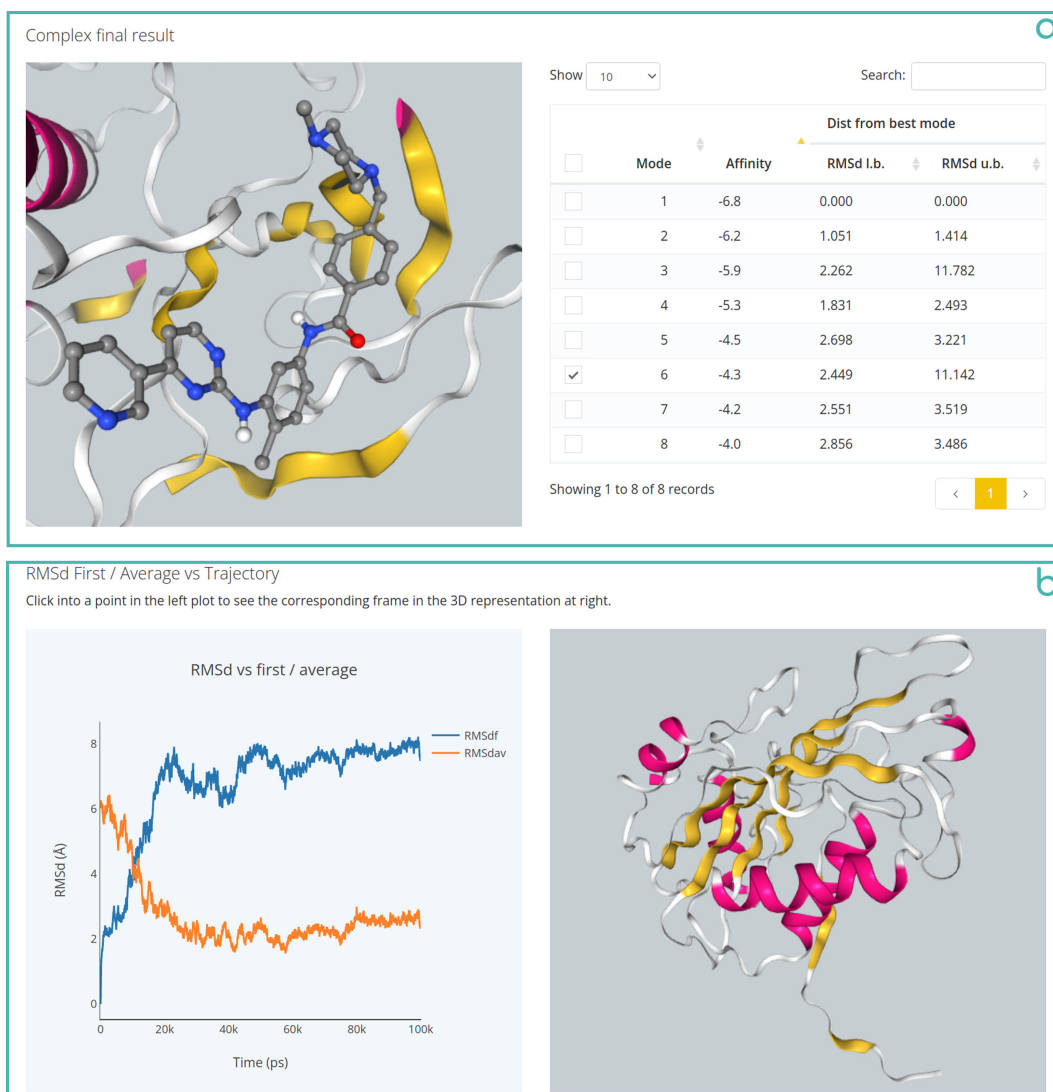 a
Complex final result
Show 10 Search:
Dist from best mode
Mode Affinity RMSd l.b. RMSd u.b.
1 -6.8 0.000 0.000
2 -6.2 1.051 1.414
3 -5.9 2.262 11.782
4 -5.3 1.831 2.493
5 -4.5 2.698 3.221
6 -4.3 2.449 11.142
7 -4.2 2.551 3.519
8 -4.0 2.856 3.486
Showing 1 to 8 of 8 records
‹ 1 ›
b
RMSd First / Average vs Trajectory
Click into a point in the left plot to see the corresponding frame in the 3D representation at right.
RMSd vs first / average
RMSdf
RMSdav
8
6
4
2
0
RMSd (Å)
0 20k 40k 60k 80k 100k
Time (ps)